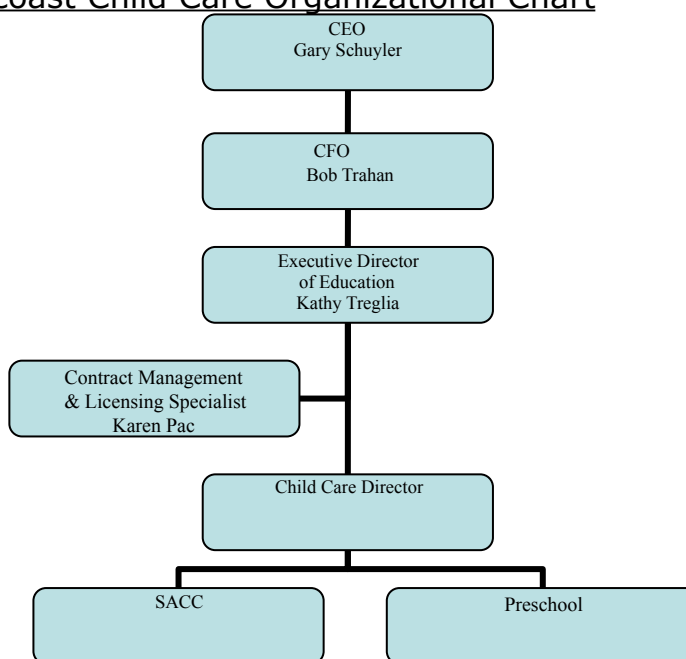 Coast Child Care Organizational Chart
CEO
Gary Schuyler
CFO
Bob Trahan
Executive Director
of Education
Kathy Treglia
Contract Management
& Licensing Specialist
Karen Pac
Child Care Director
SACC
Preschool